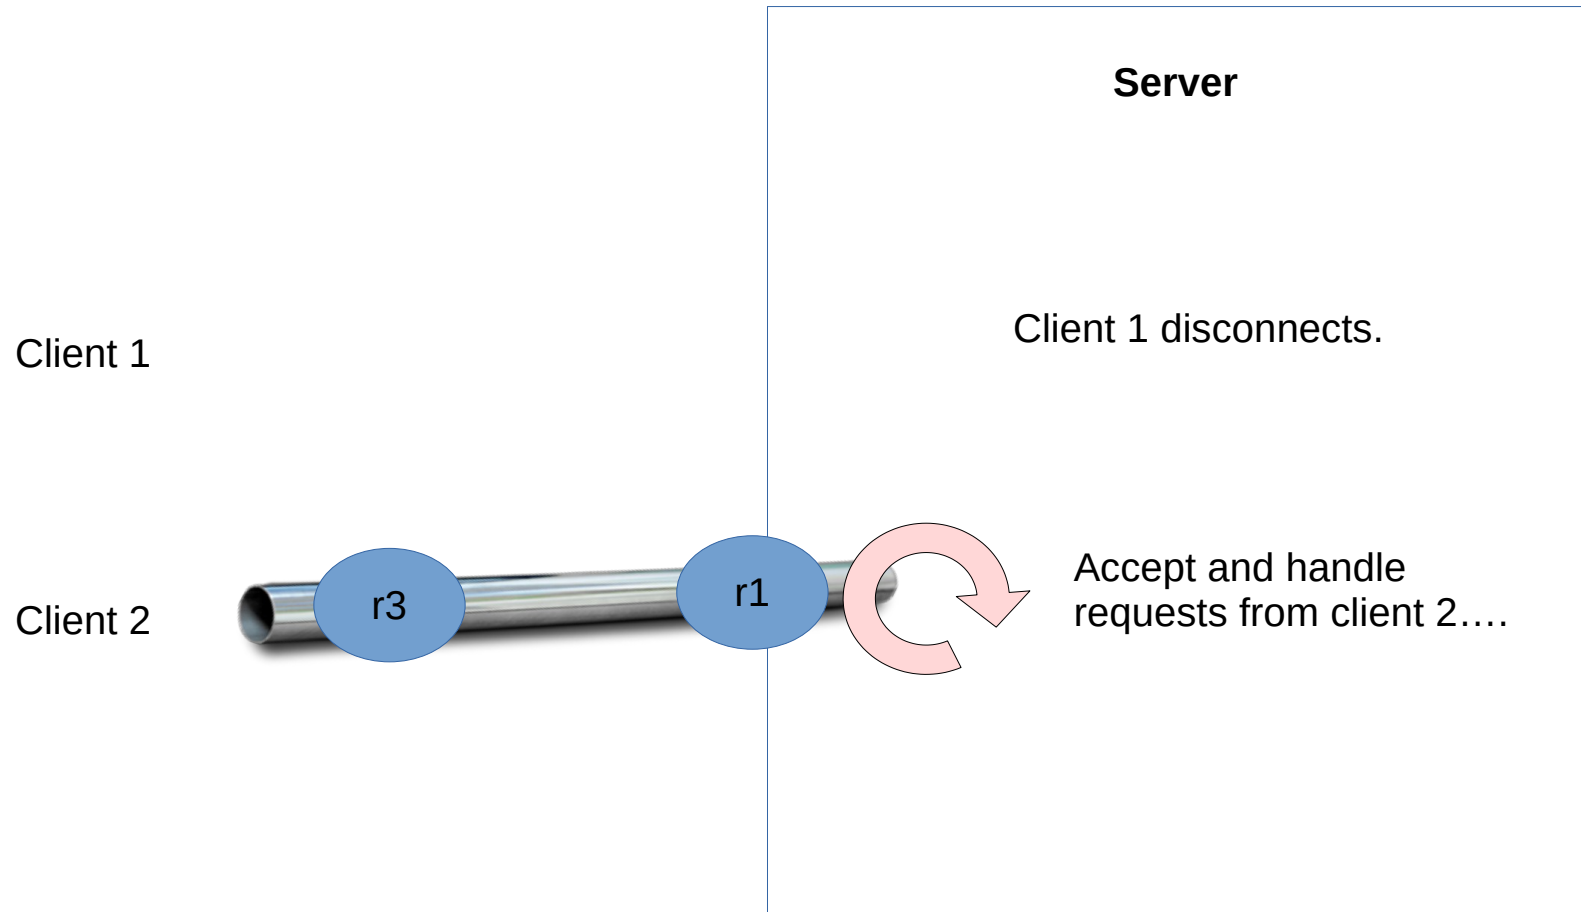 Server
Client 1 disconnects.
Client 1
Accept and handle
requests from client 2….
Client 2
r3
r1